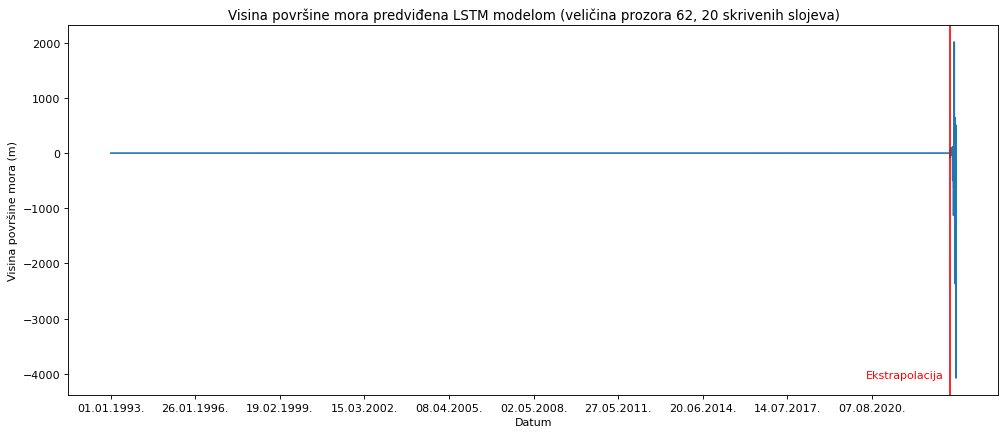 Visina površine mora predviđena LSTM modelom (veličina prozora 62, 20 skrivenih slojeva)
Visina površine mora (m)
2000
1000
0
−1000
−2000
−3000
−4000
Ekstrapolacija
01.01.1993. 26.01.1996. 19.02.1999. 15.03.2002. 08.04.2005. 02.05.2008. 27.05.2011. 20.06.2014. 14.07.2017. 07.08.2020.
Datum